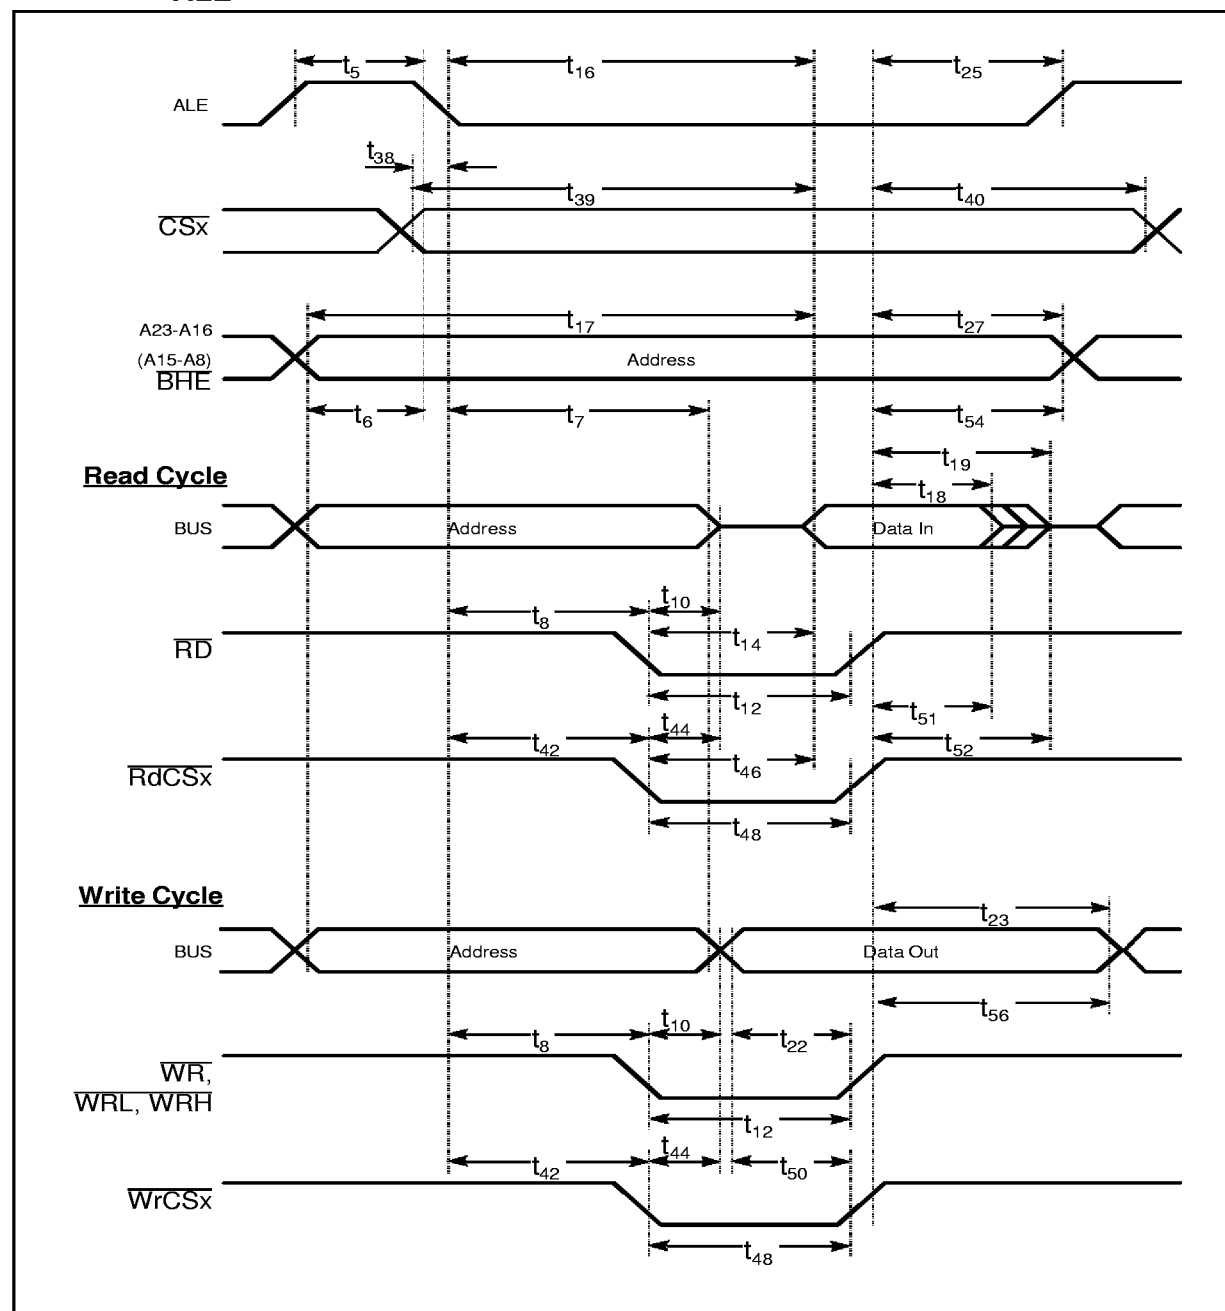 t5 t16 t25
ALE
t38
t39 t40
CSx
A23-A16 t17 t27
(A15-A8) Address
BHE
t6 t7 t54
t19
Read Cycle
t18
BUS Address Data In
t10
t8
t14
RD
t12 t51
t44
t42 t52
t46
RdCSx
t48
Write Cycle
t23
BUS Address Data Out
t56
t10
t8 t22
WR,
WRL, WRH
t12
t44
t42 t50
WrCSx
t48